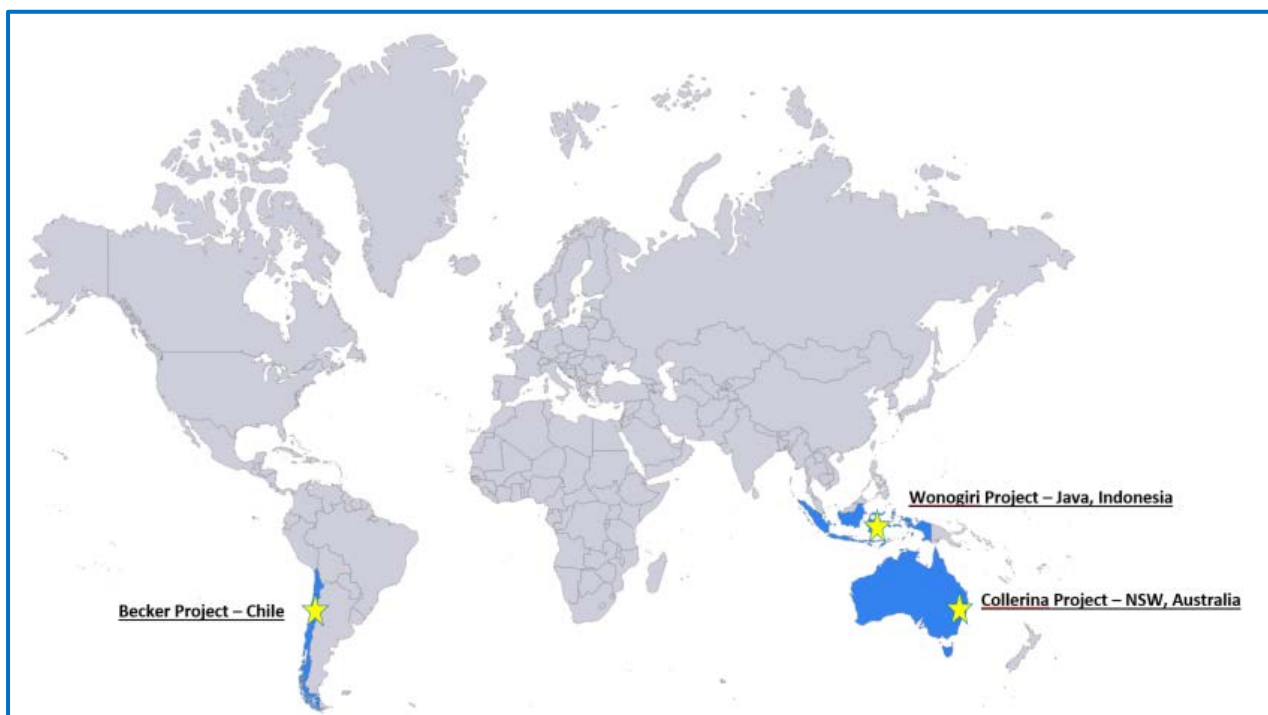 Wonogiri Project – Java, Indonesia
Becker Project – Chile
Collerina Project – NSW, Australia